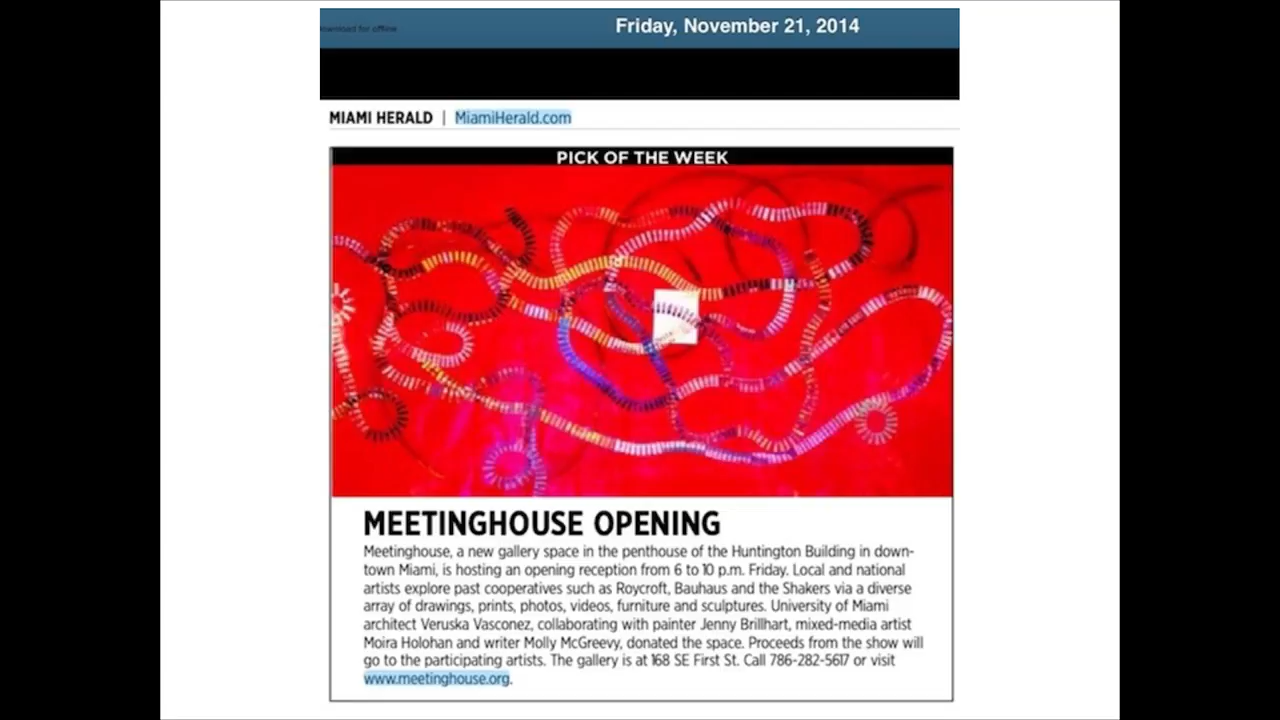 Download for offline
Friday, November 21, 2014
MIAMI HERALD | MiamiHerald.com
PICK OF THE WEEK
MEETINGHOUSE OPENING
Meetinghouse, a new gallery space in the penthouse of the Huntington Building in down-
town Miami, is hosting an opening reception from 6 to 10 p.m. Friday. Local and national
artists explore past cooperatives such as Roycroft, Bauhaus and the Shakers via a diverse
array of drawings, prints, photos, videos, furniture and sculptures. University of Miami
architect Veruska Vasconez, collaborating with painter Jenny Brillhart, mixed-media artist
Moira Holohan and writer Molly McGreevy, donated the space. Proceeds from the show will
go to the participating artists. The gallery is at 168 SE First St. Call 786-282-5617 or visit
www.meetinghouse.org.